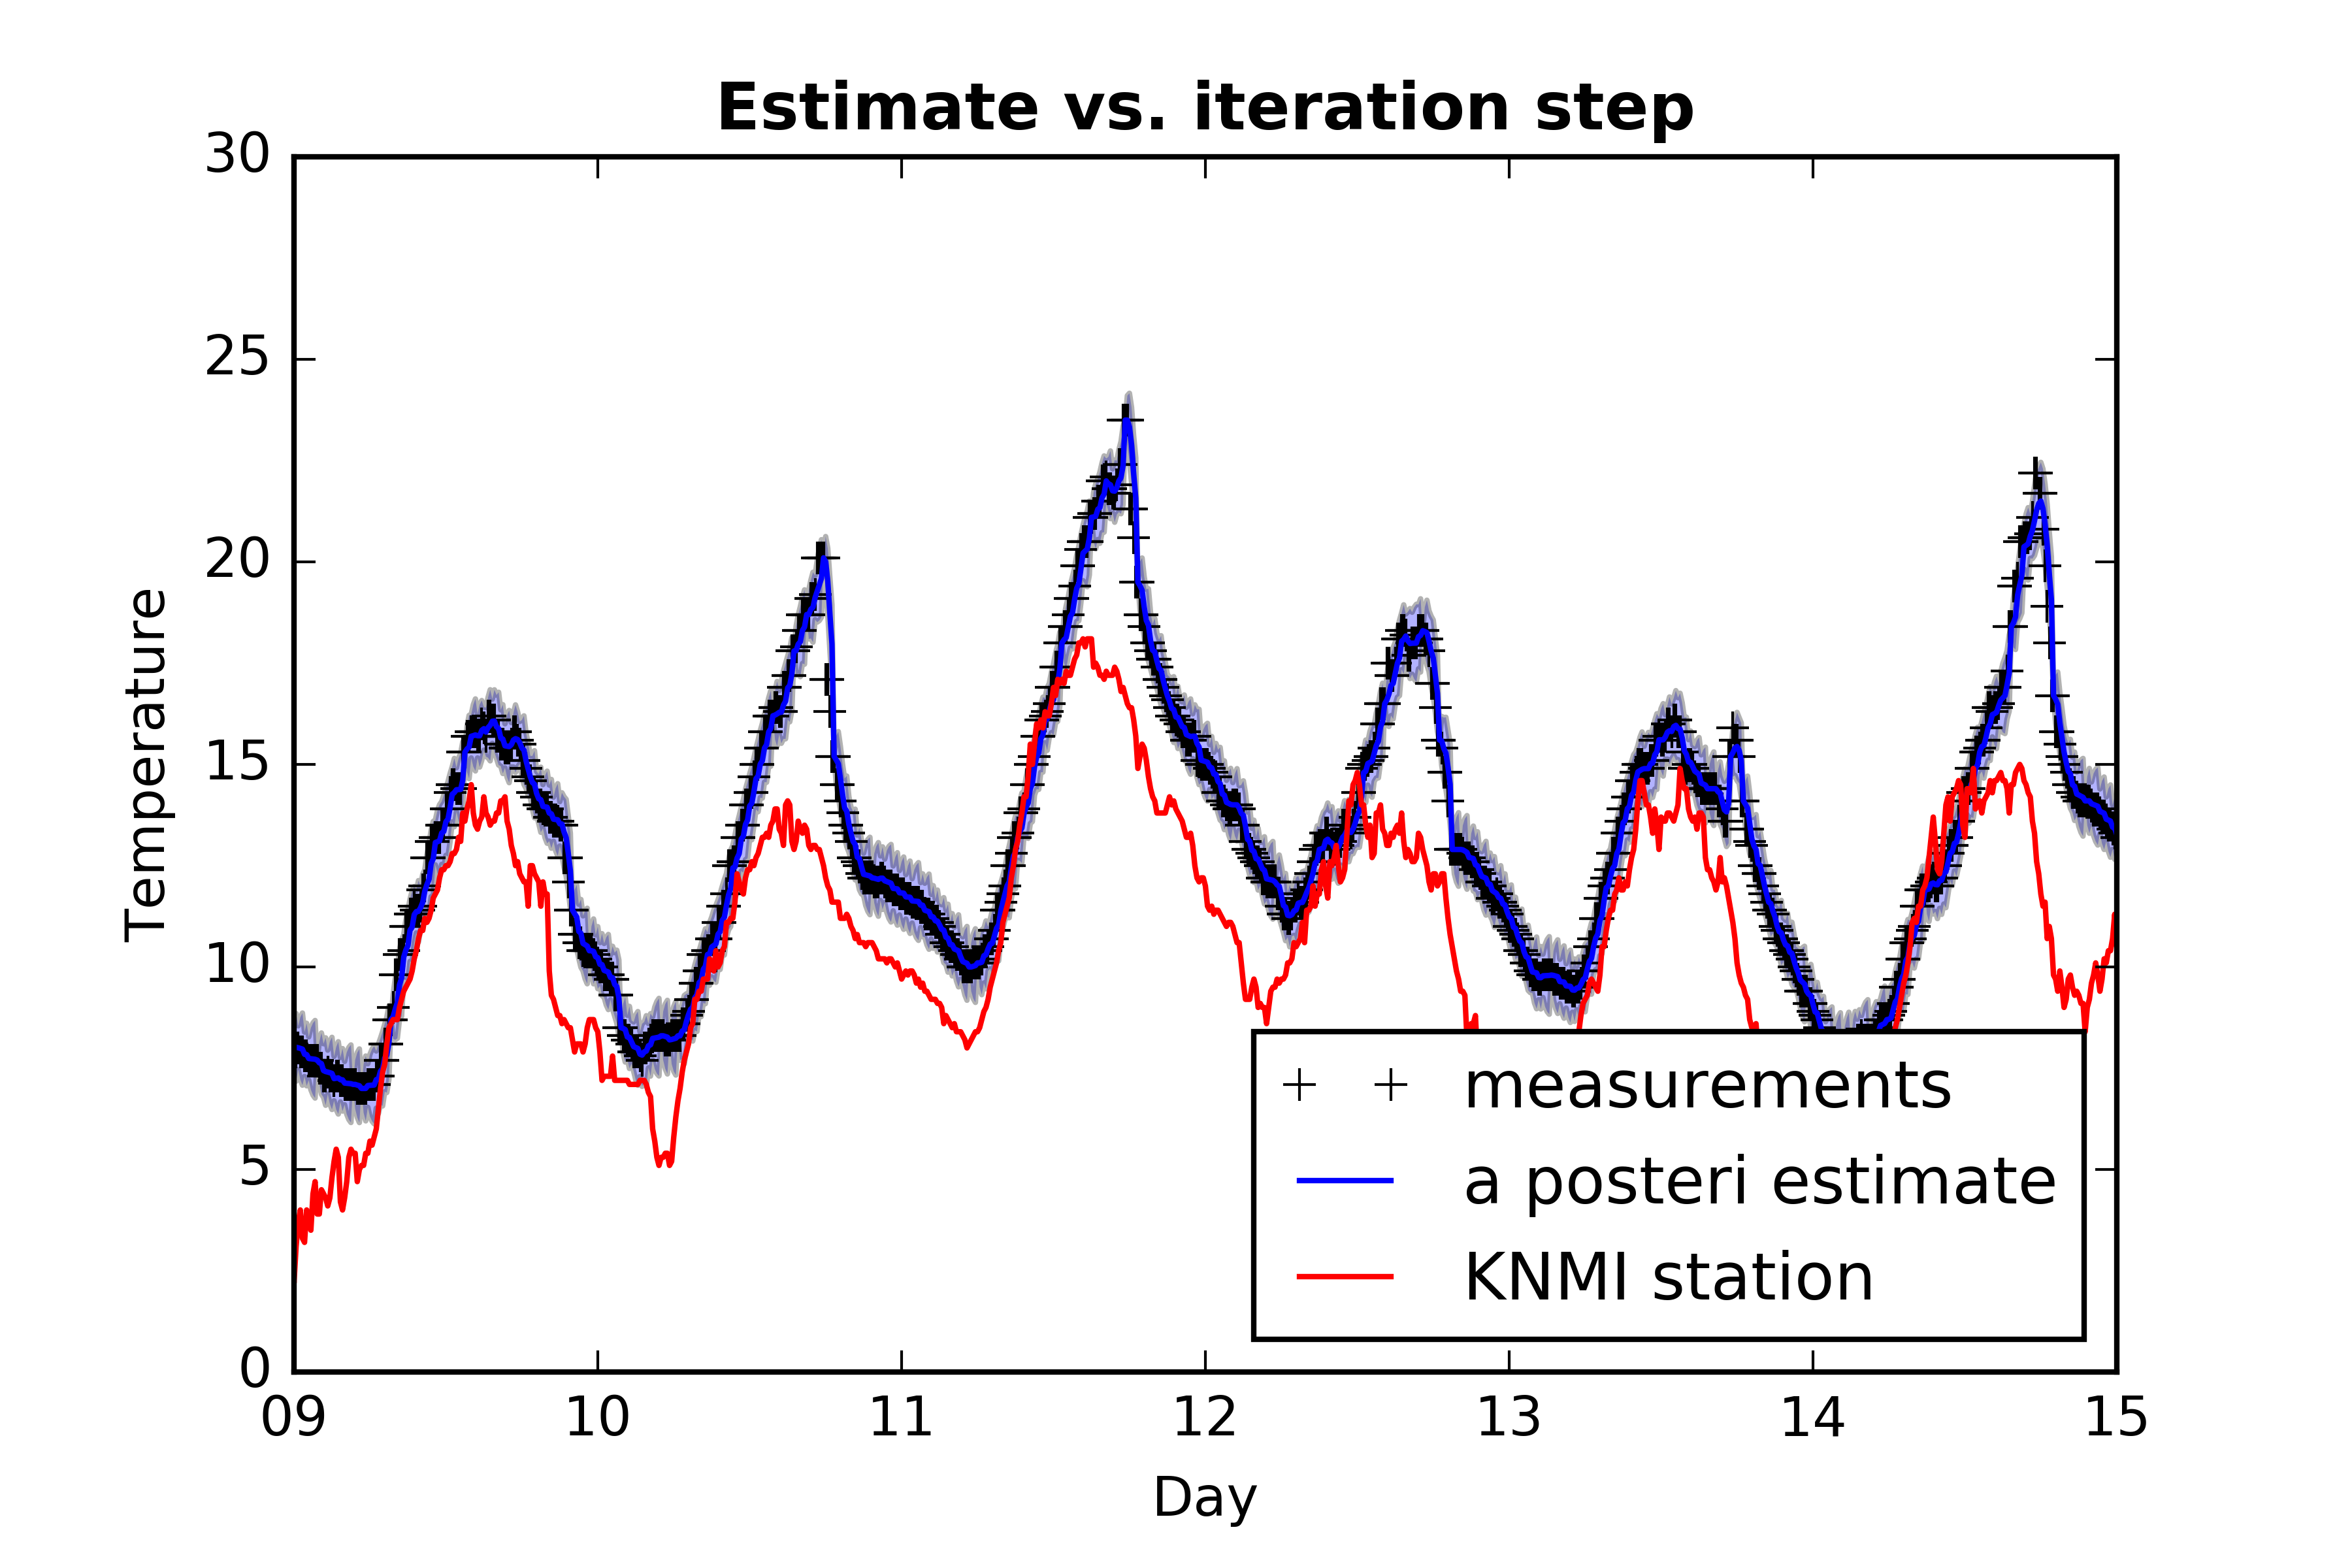 Estimate vs. iteration step
30
25
20
15
10
5
0
Temperature
09 10 11 12 13 14 15
Day
measurements
a posteri estimate
KNMI station